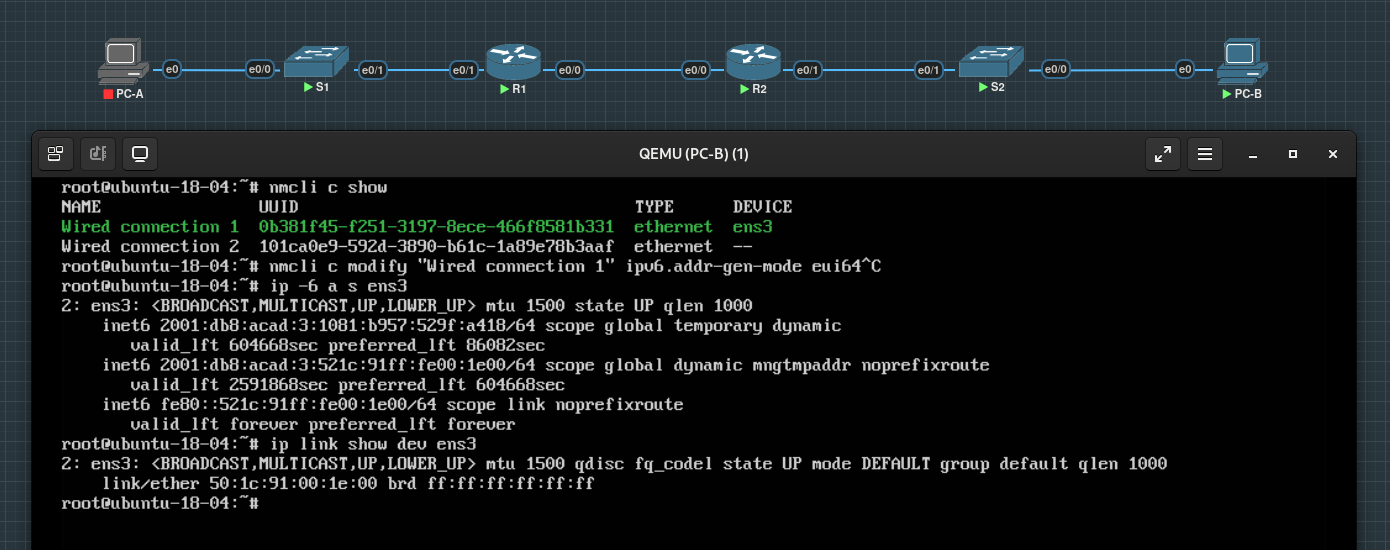 e0 e0/0 e0/1 e0/1 e0/0 e0/0 e0/1 e0/1 e0/0 e0
PC-A S1 R1 R2 S2 PC-B
QEMU (PC-B) (1)
root@ubuntu-18-04:~# nmcli c show
NAME UUID TYPE DEVICE
Wired connection 1 0b381f45-f251-3197-8ece-466f8581b331 ethernet ens3
Wired connection 2 101ca0e9-592d-3890-b61c-1a89e78b3aaf ethernet --
root@ubuntu-18-04:~# nmcli c modify "Wired connection 1" ipv6.addr-gen-mode eui64^C
root@ubuntu-18-04:~# ip -6 a s ens3
2: ens3: <BROADCAST,MULTICAST,UP,LOWER_UP> mtu 1500 state UP qlen 1000
inet6 2001:db8:acad:3:1081:b957:529f:a418/64 scope global temporary dynamic
valid_lft 604668sec preferred_lft 86082sec
inet6 2001:db8:acad:3:521c:91ff:fe00:1e00/64 scope global dynamic mngtmpaddr noprefixroute
valid_lft 2591868sec preferred_lft 604668sec
inet6 fe80::521c:91ff:fe00:1e00/64 scope link noprefixroute
valid_lft forever preferred_lft forever
root@ubuntu-18-04:~# ip link show dev ens3
2: ens3: <BROADCAST,MULTICAST,UP,LOWER_UP> mtu 1500 qdisc fq_codel state UP mode DEFAULT group default qlen 1000
link/ether 50:1c:91:00:1e:00 brd ff:ff:ff:ff:ff:ff
root@ubuntu-18-04:~#